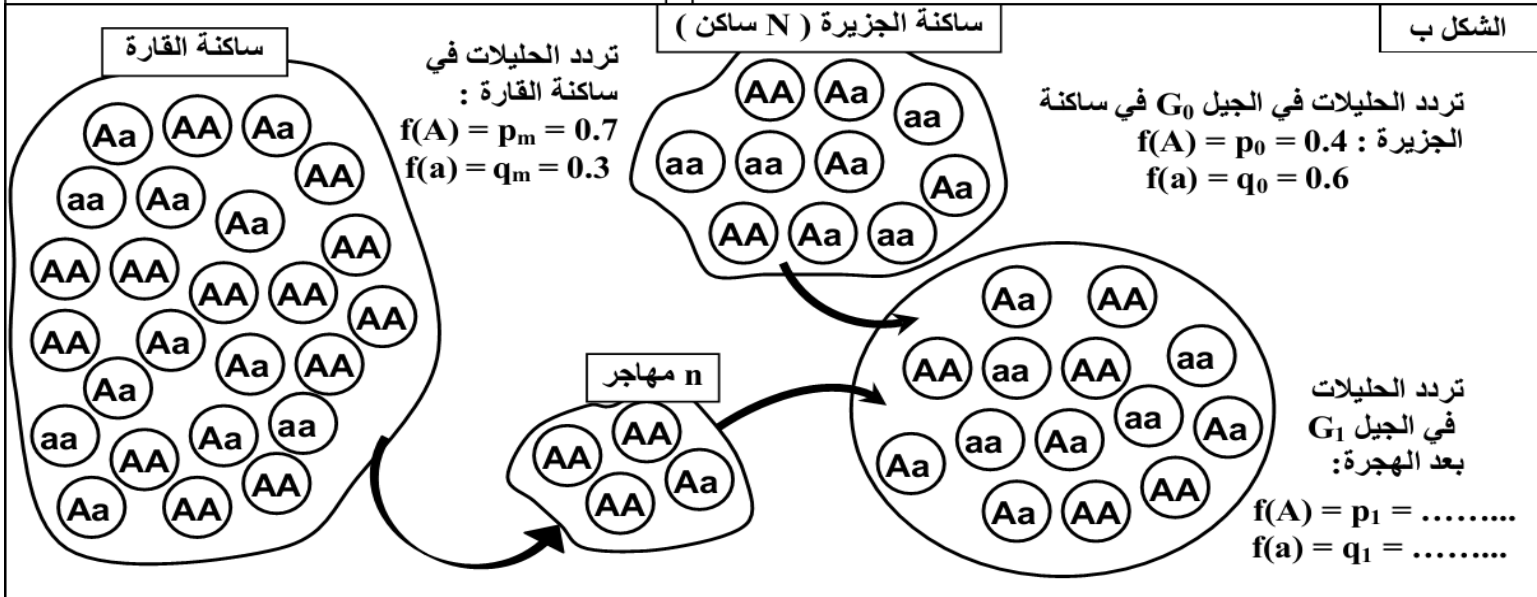 الشكل ب
ساكنة الجزيرة ( N ساكن )
ساكنة القارة
تردد الحليلات في
ساكنة القارة :
f(A) = pm = 0.7
f(a) = qm = 0.3
تردد الحليلات في الجيل G0 في ساكنة
الجزيرة : f(A) = p0 = 0.4
f(a) = q0 = 0.6
Aa AA Aa
AA
aa Aa
Aa
AA
AA AA
AA AA
AA
AA Aa
Aa AA
Aa
aa
Aa aa
AA
AA
Aa AA
AA Aa aa
aa aa Aa Aa
AA Aa aa
n مهاجر
AA AA
AA Aa
Aa AA
AA aa AA aa
Aa aa Aa aa Aa
Aa AA AA
تردد الحليلات
في الجيل G1
بعد الهجرة:
f(A) = p1 = ………
f(a) = q1 = ………